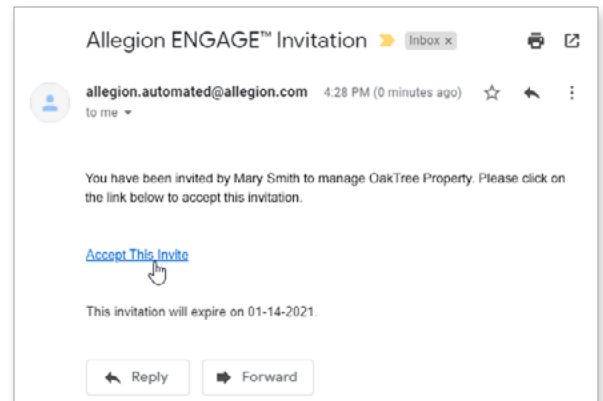 Allegion ENGAGE™ Invitation Inbox x
allegion.automated@allegion.com 4:28 PM (0 minutes ago)
to me
You have been invited by Mary Smith to manage OakTree Property. Please click on
the link below to accept this invitation.
Accept This Invite
This invitation will expire on 01-14-2021.
Reply Forward